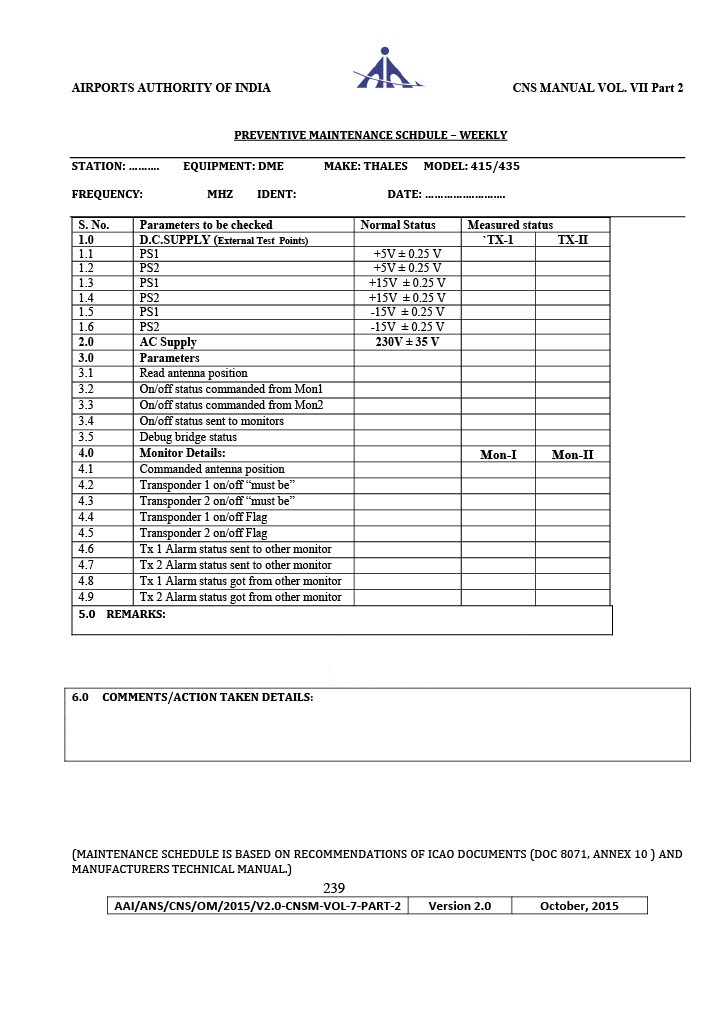 AIRPORTS AUTHORITY OF INDIA CNS MANUAL VOL. VII Part 2
PREVENTIVE MAINTENANCE SCHDULE – WEEKLY
STATION: ………. EQUIPMENT: DME MAKE: THALES MODEL: 415/435
FREQUENCY: MHZ IDENT: DATE: ……………………..
S. No. Parameters to be checked Normal Status Measured status
1.0 D.C.SUPPLY (External Test Points) `TX-1 TX-II
1.1 PS1 +5V ± 0.25 V
1.2 PS2 +5V ± 0.25 V
1.3 PS1 +15V ± 0.25 V
1.4 PS2 +15V ± 0.25 V
1.5 PS1 -15V ± 0.25 V
1.6 PS2 -15V ± 0.25 V
2.0 AC Supply 230V ± 35 V
3.0 Parameters
3.1 Read antenna position
3.2 On/off status commanded from Mon1
3.3 On/off status commanded from Mon2
3.4 On/off status sent to monitors
3.5 Debug bridge status
4.0 Monitor Details: Mon-I Mon-II
4.1 Commanded antenna position
4.2 Transponder 1 on/off “must be”
4.3 Transponder 2 on/off “must be”
4.4 Transponder 1 on/off Flag
4.5 Transponder 2 on/off Flag
4.6 Tx 1 Alarm status sent to other monitor
4.7 Tx 2 Alarm status sent to other monitor
4.8 Tx 1 Alarm status got from other monitor
4.9 Tx 2 Alarm status got from other monitor
5.0 REMARKS:
6.0 COMMENTS/ACTION TAKEN DETAILS:
(MAINTENANCE SCHEDULE IS BASED ON RECOMMENDATIONS OF ICAO DOCUMENTS (DOC 8071, ANNEX 10 ) AND
MANUFACTURERS TECHNICAL MANUAL.)
239
AAI/ANS/CNS/OM/2015/V2.0-CNSM-VOL-7-PART-2 Version 2.0 October, 2015